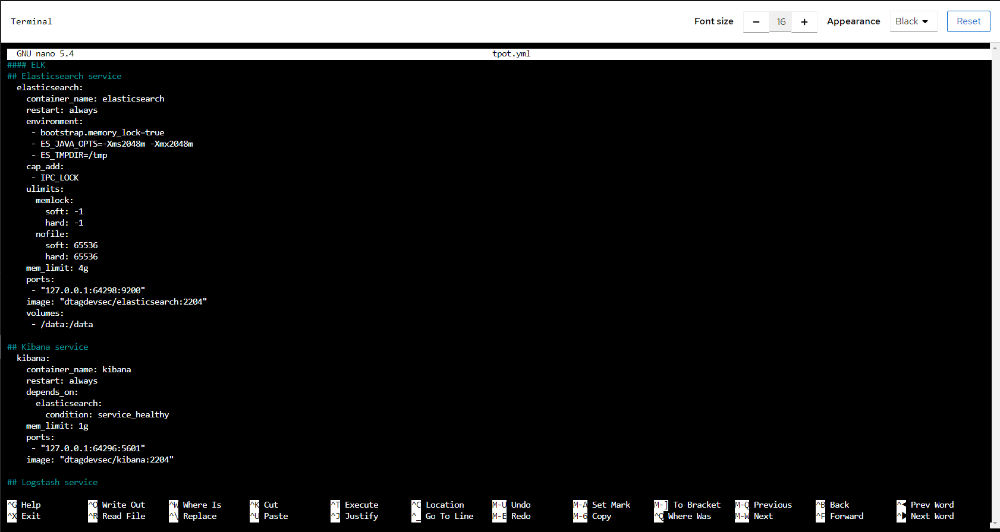 Terminal Font size − 16 + Appearance Black Reset
GNU nano 5.4 tpot.yml
#### ELK
## Elasticsearch service
  elasticsearch:
    container_name: elasticsearch
    restart: always
    environment:
     - bootstrap.memory_lock=true
     - ES_JAVA_OPTS=-Xms2048m -Xmx2048m
     - ES_TMPDIR=/tmp
    cap_add:
     - IPC_LOCK
    ulimits:
      memlock:
        soft: -1
        hard: -1
      nofile:
        soft: 65536
        hard: 65536
    mem_limit: 4g
    ports:
     - "127.0.0.1:64298:9200"
    image: "dtagdevsec/elasticsearch:2204"
    volumes:
     - /data:/data
## Kibana service
  kibana:
    container_name: kibana
    restart: always
    depends_on:
      elasticsearch:
        condition: service_healthy
    mem_limit: 1g
    ports:
     - "127.0.0.1:64296:5601"
    image: "dtagdevsec/kibana:2204"
## Logstash service
^G Help ^O Write Out ^W Where Is ^K Cut ^T Execute ^C Location M-U Undo M-A Set Mark M-] To Bracket M-Q Previous ^B Back ^◀ Prev Word
^X Exit ^R Read File ^\ Replace ^U Paste ^J Justify ^_ Go To Line M-E Redo M-6 Copy ^Q Where Was M-W Next ^F Forward ^▶ Next Word